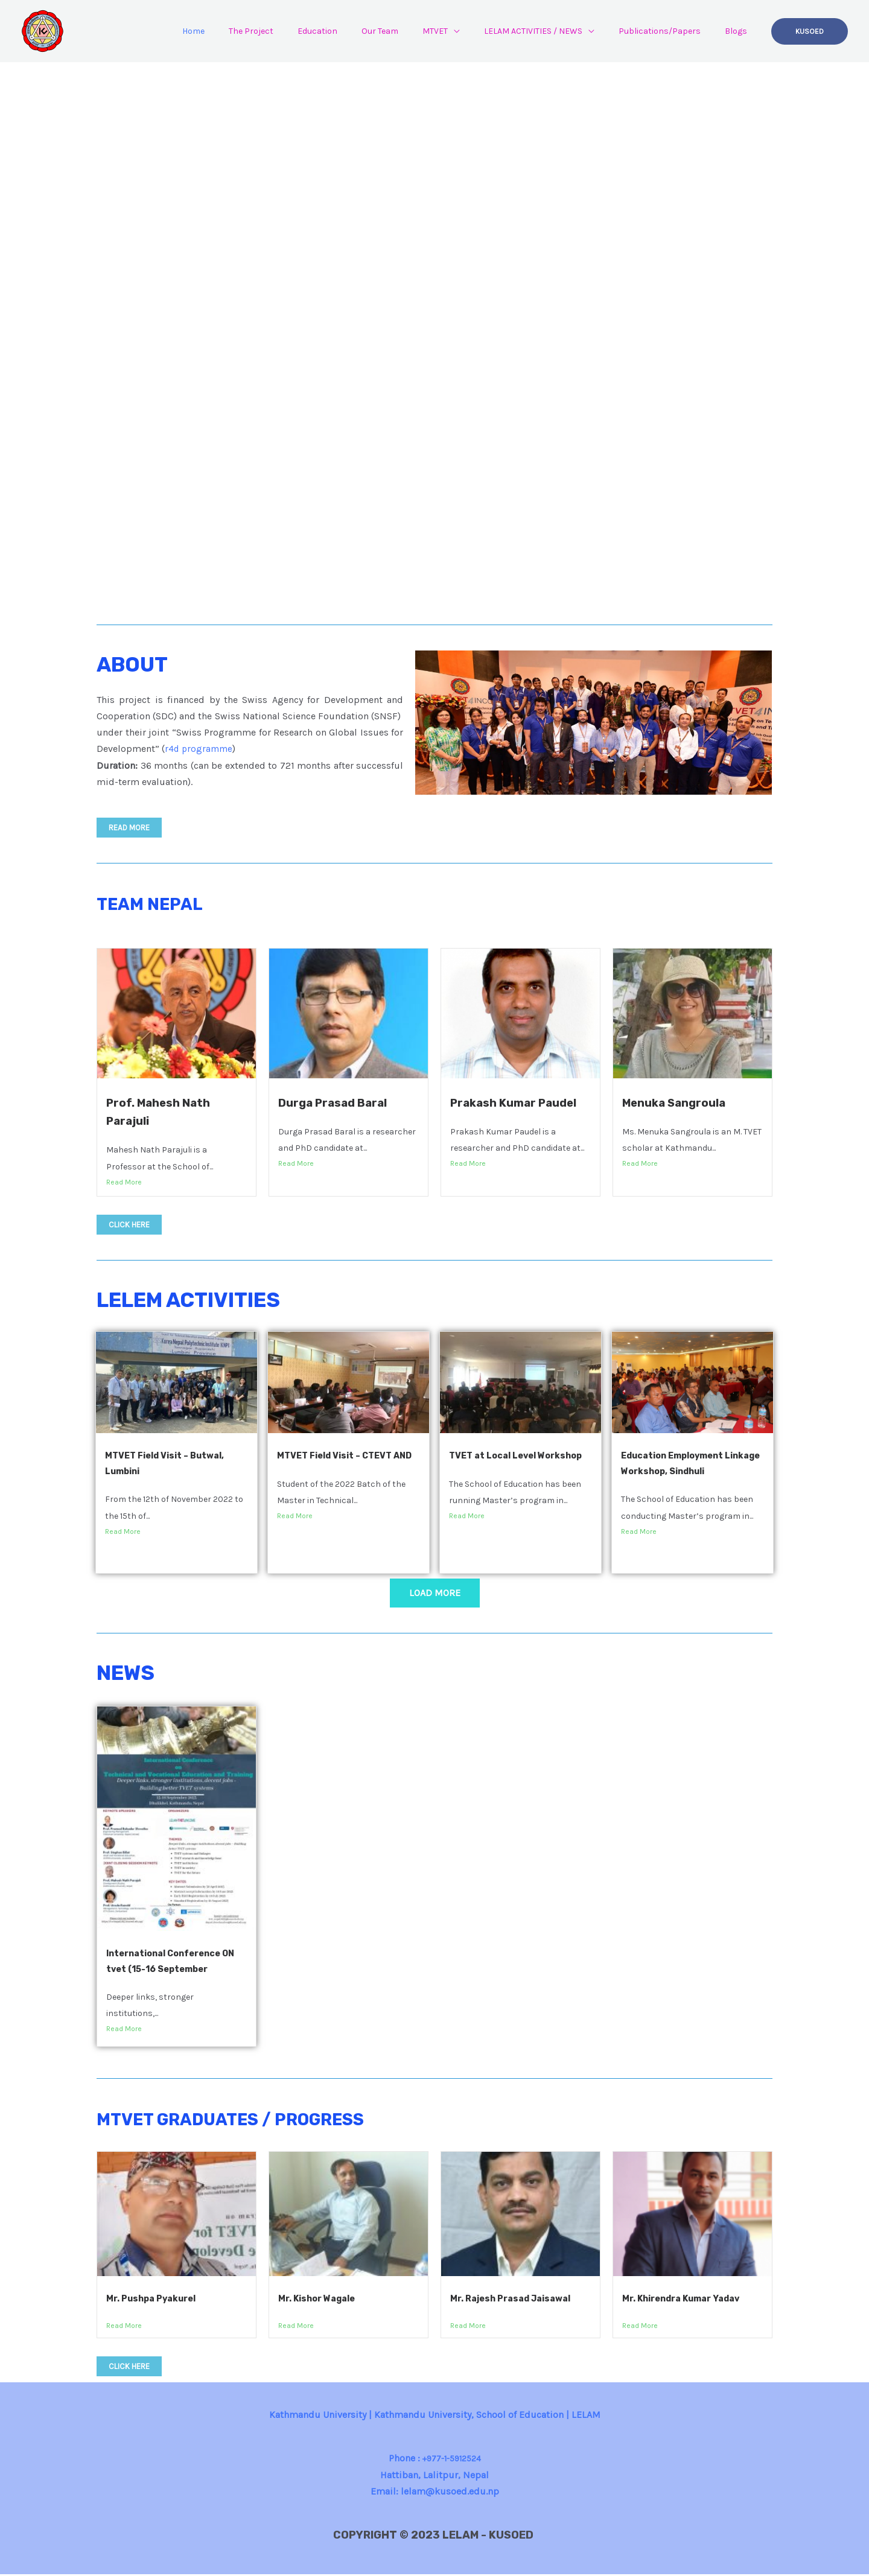 Home
The Project
Education
Our Team
MTVET
LELAM ACTIVITIES / NEWS
Publications/Papers
Blogs
KUSOED
ABOUT
This project is financed by the Swiss Agency for Development and
Cooperation (SDC) and the Swiss National Science Foundation (SNSF)
under their joint “Swiss Programme for Research on Global Issues for
Development” (r4d programme)
Duration: 36 months (can be extended to 721 months after successful
mid-term evaluation).
READ MORE
TEAM NEPAL
Prof. Mahesh Nath
Parajuli
Mahesh Nath Parajuli is a
Professor at the School of...
Read More
Durga Prasad Baral
Durga Prasad Baral is a researcher
and PhD candidate at...
Read More
Prakash Kumar Paudel
Prakash Kumar Paudel is a
researcher and PhD candidate at...
Read More
Menuka Sangroula
Ms. Menuka Sangroula is an M. TVET
scholar at Kathmandu...
Read More
CLICK HERE
LELEM ACTIVITIES
MTVET Field Visit – Butwal,
Lumbini
From the 12th of November 2022 to
the 15th of...
Read More
MTVET Field Visit – CTEVT AND
Student of the 2022 Batch of the
Master in Technical...
Read More
TVET at Local Level Workshop
The School of Education has been
running Master’s program in...
Read More
Education Employment Linkage
Workshop, Sindhuli
The School of Education has been
conducting Master’s program in...
Read More
LOAD MORE
NEWS
International Conference
on
Technical and Vocational Education and Training
Deeper links, stronger institutions, decent jobs –
Building better TVET systems
International Conference ON
tvet (15-16 September
Deeper links, stronger
institutions,...
Read More
MTVET GRADUATES / PROGRESS
Mr. Pushpa Pyakurel
Read More
Mr. Kishor Wagale
Read More
Mr. Rajesh Prasad Jaisawal
Read More
Mr. Khirendra Kumar Yadav
Read More
CLICK HERE
Kathmandu University | Kathmandu University, School of Education | LELAM
Phone : +977-1-5912524
Hattiban, Lalitpur, Nepal
Email: lelam@kusoed.edu.np
COPYRIGHT © 2023 LELAM - KUSOED